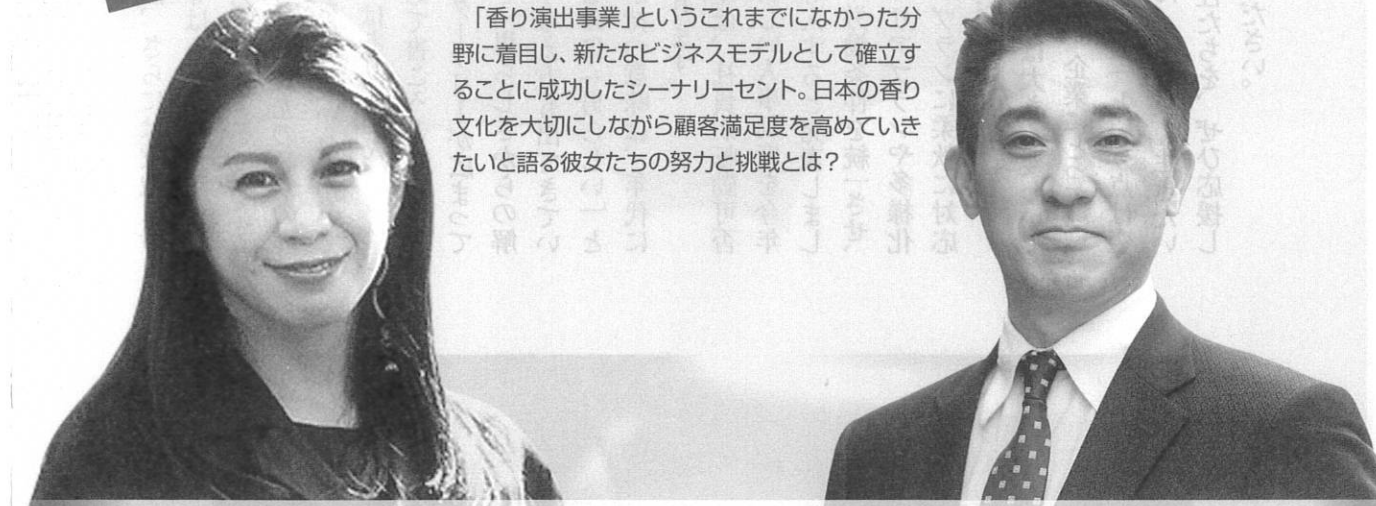 「香り演出事業」というこれまでになかった分
野に着目し、新たなビジネスモデルとして確立す
ることに成功したシーナリーセント。日本の香り
文化を大切にしながら顧客満足度を高めていき
たいと語る彼女たちの努力と挑戦とは?